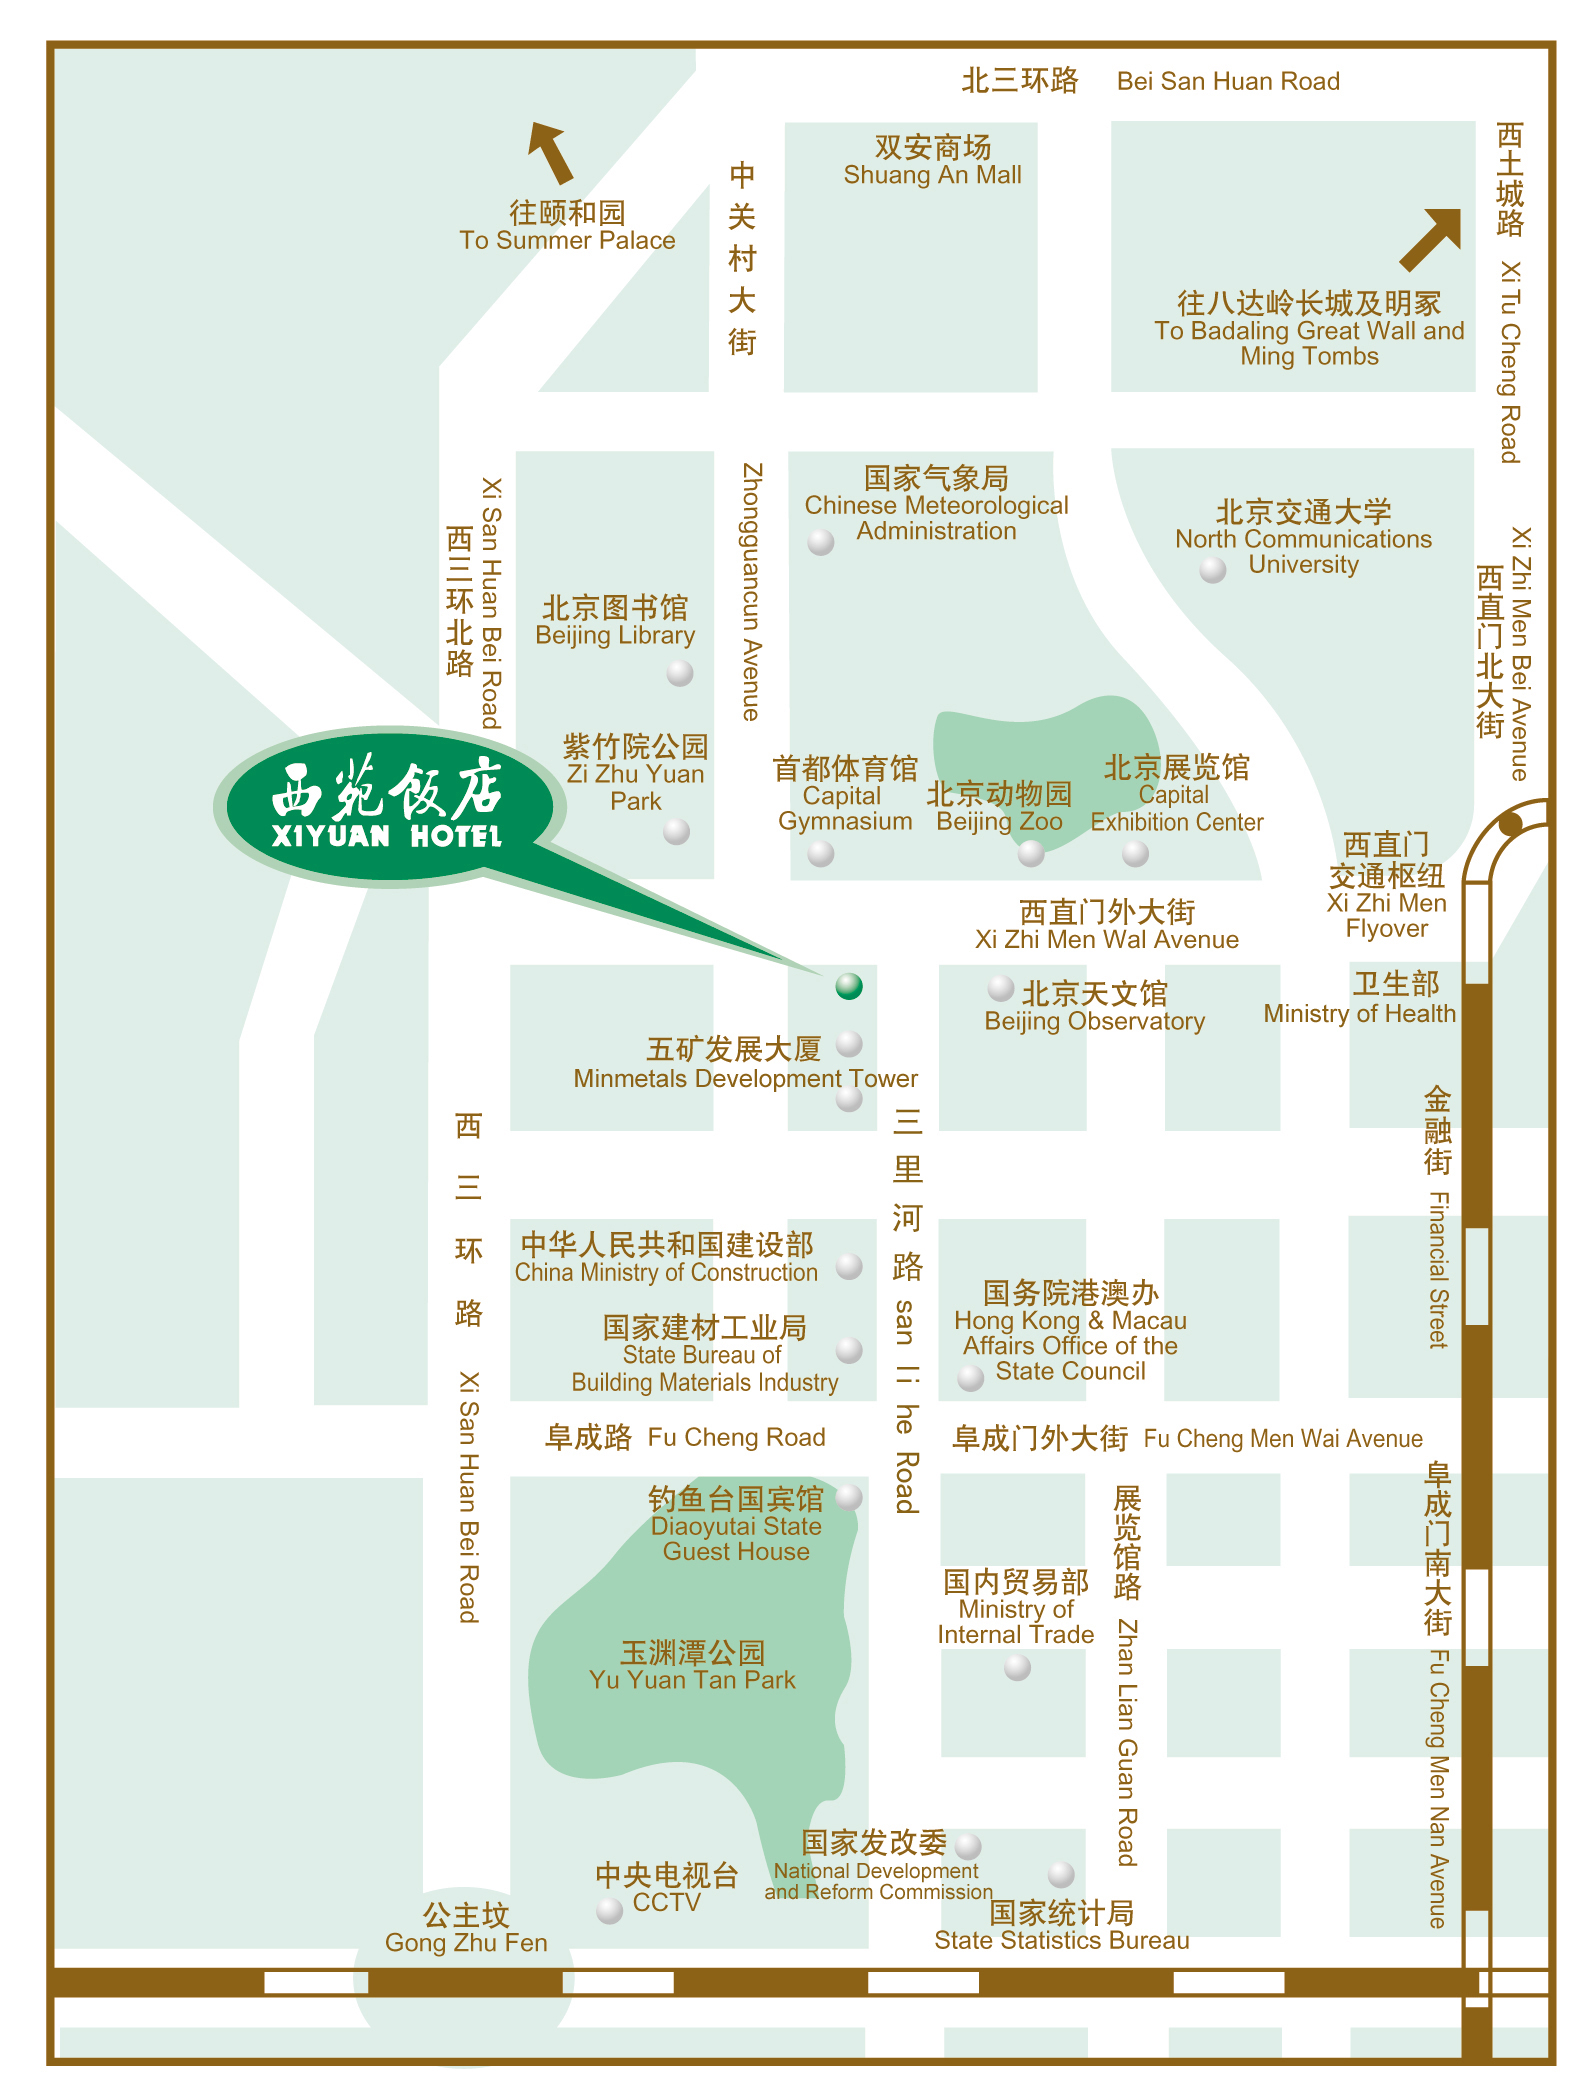 北三环路 Bei San Huan Road
双安商场
Shuang An Mall
中关村大街
西土城路 Xi Tu Cheng Road
往颐和园
To Summer Palace
往八达岭长城及明冢
To Badaling Great Wall and
Ming Tombs
Zhongguancun Avenue
国家气象局
Chinese Meteorological
Administration
北京交通大学
North Communications
University
Xi San Huan Bei Road
西三环北路
Xi Zhi Men Bei Avenue
西直门北大街
北京图书馆
Beijing Library
紫竹院公园
Zi Zhu Yuan
Park
西苑饭店
XIYUAN HOTEL
首都体育馆
Capital
Gymnasium
北京动物园
Beijing Zoo
北京展览馆
Capital
Exhibition Center
西直门
交通枢纽
Xi Zhi Men
Flyover
西直门外大街
Xi Zhi Men Wal Avenue
北京天文馆
Beijing Observatory
卫生部
Ministry of Health
五矿发展大厦
Minmetals Development Tower
金融街 Financial Street
西三环路 Xi San Huan Bei Road
三里河路 san li he Road
中华人民共和国建设部
China Ministry of Construction
国家建材工业局
State Bureau of
Building Materials Industry
国务院港澳办
Hong Kong & Macau
Affairs Office of the
State Council
阜成路 Fu Cheng Road
阜成门外大街 Fu Cheng Men Wai Avenue
钓鱼台国宾馆
Diaoyutai State
Guest House
展览馆路 Zhan Lian Guan Road
阜成门南大街 Fu Cheng Men Nan Avenue
国内贸易部
Ministry of
Internal Trade
玉渊潭公园
Yu Yuan Tan Park
国家发改委
National Development
and Reform Commission
中央电视台
CCTV
国家统计局
State Statistics Bureau
公主坟
Gong Zhu Fen